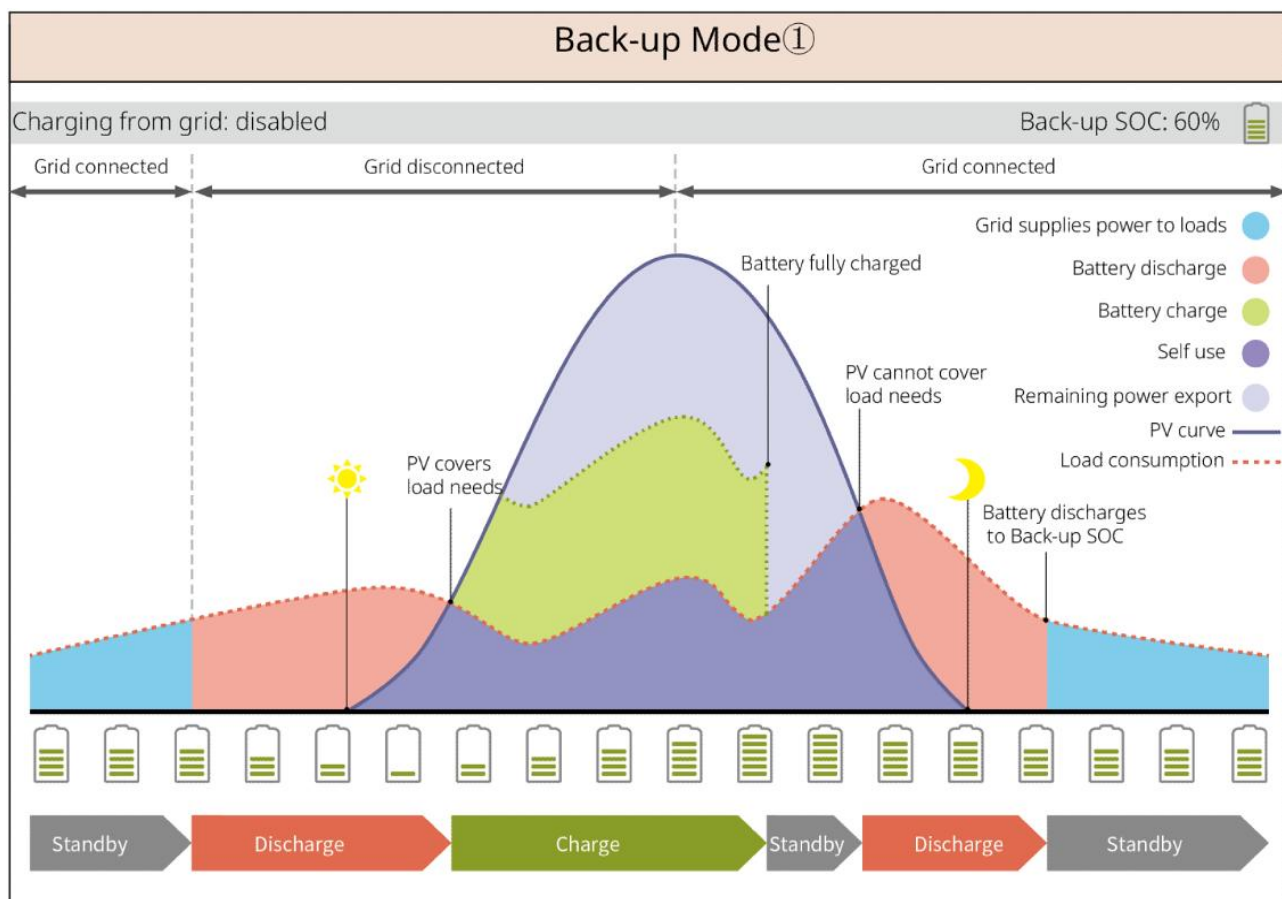 Back-up Mode①
Charging from grid: disabled
Back-up SOC: 60%
Grid connected
Grid disconnected
Grid connected
Grid supplies power to loads
Battery discharge
Battery charge
Self use
Remaining power export
PV curve
Load consumption
Battery fully charged
PV cannot cover
load needs
PV covers
load needs
Battery discharges
to Back-up SOC
Standby
Discharge
Charge
Standby
Discharge
Standby